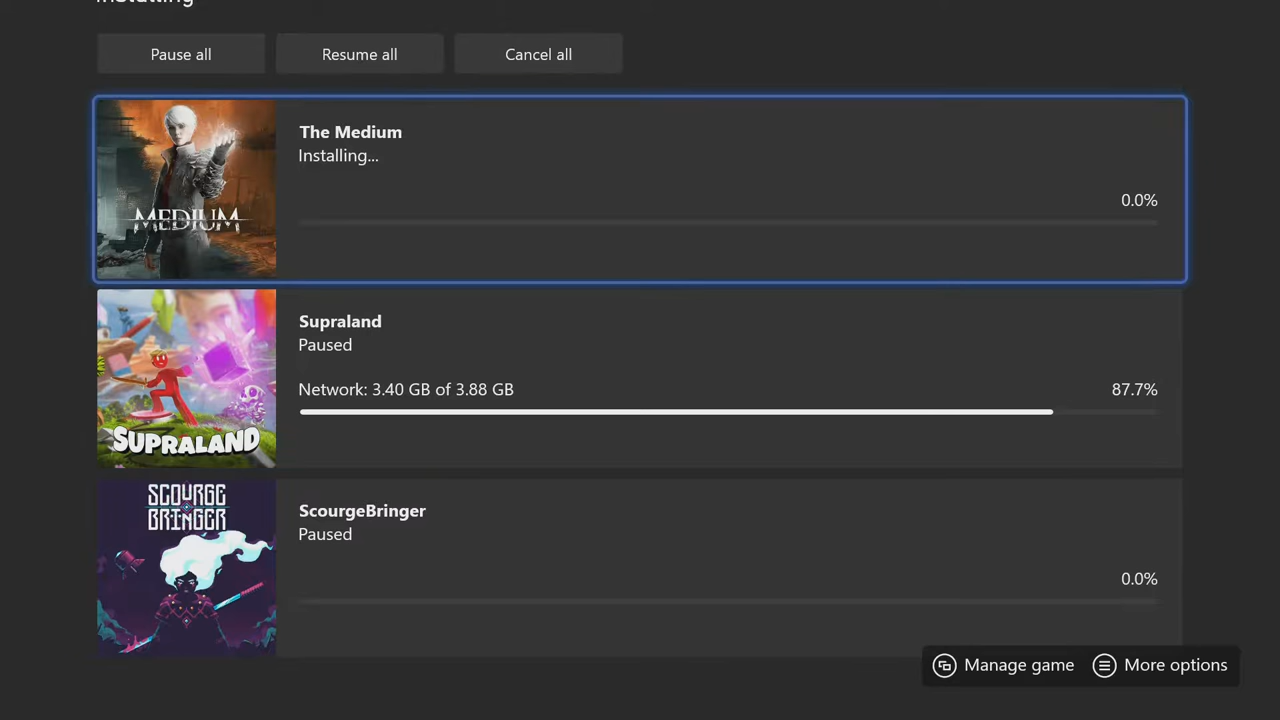 Installing
Pause all
Resume all
Cancel all
The Medium
Installing...
0.0%
MEDIUM
Supraland
Paused
Network: 3.40 GB of 3.88 GB
87.7%
SUPRALAND
ScourgeBringer
Paused
0.0%
SCOURGE
BRINGER
Manage game
More options